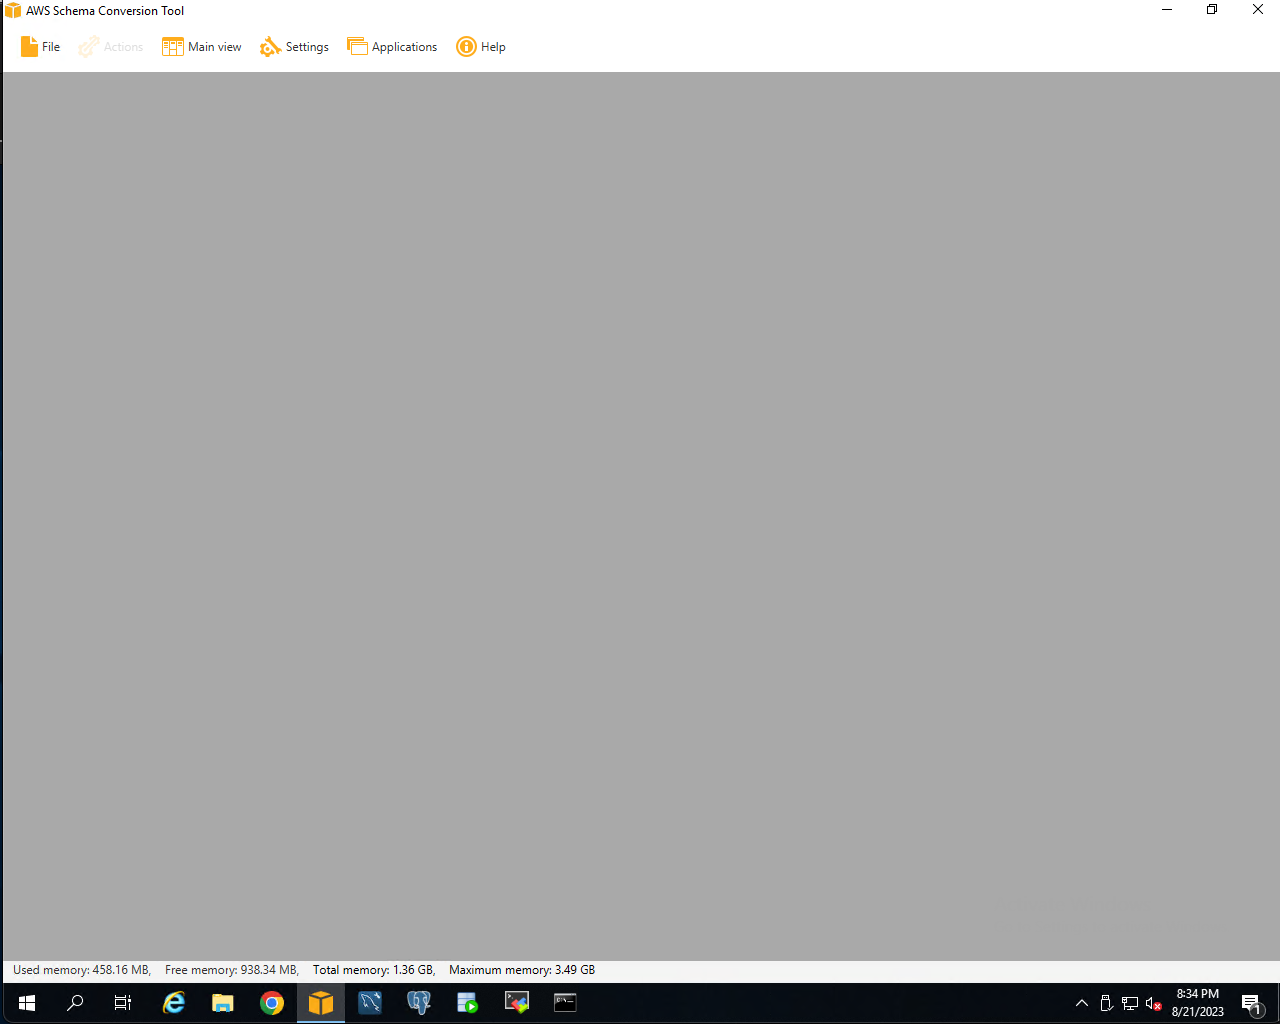 AWS Schema Conversion Tool
File Actions Main view Settings Applications Help
Used memory: 458.16 MB, Free memory: 938.34 MB, Total memory: 1.36 GB, Maximum memory: 3.49 GB
8:34 PM
8/21/2023
1